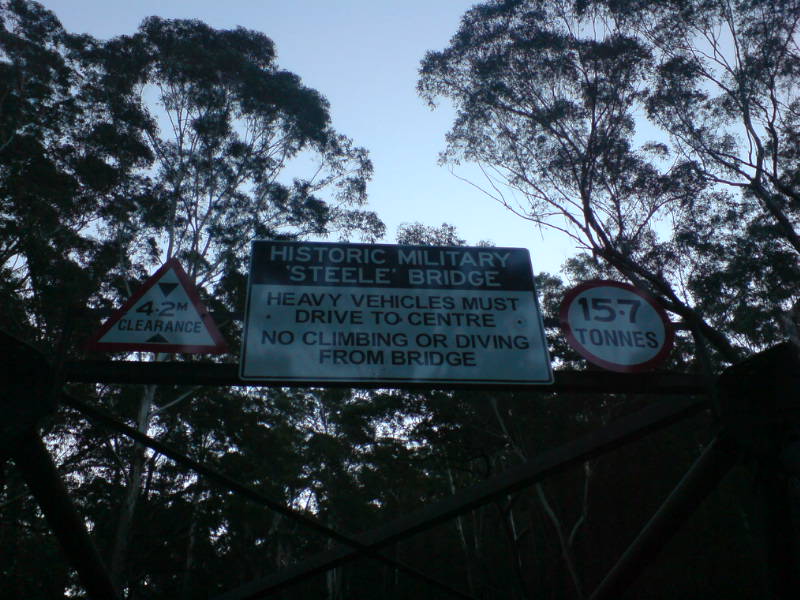 HISTORIC MILITARY
'STEELE' BRIDGE
HEAVY VEHICLES MUST
DRIVE TO CENTRE
NO CLIMBING OR DIVING
FROM BRIDGE
4·2M
CLEARANCE
15·7
TONNES